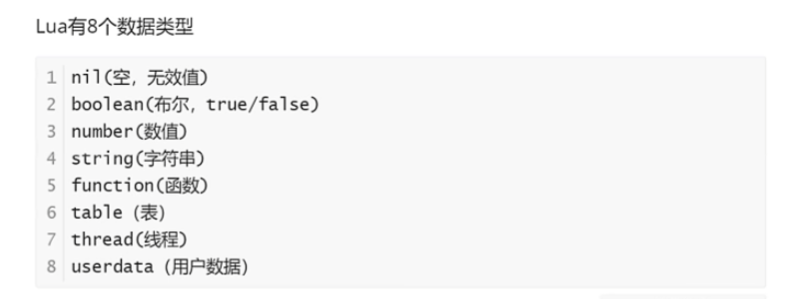 Lua有8个数据类型
1 nil(空，无效值)
2 boolean(布尔，true/false)
3 number(数值)
4 string(字符串)
5 function(函数)
6 table（表）
7 thread(线程)
8 userdata（用户数据）